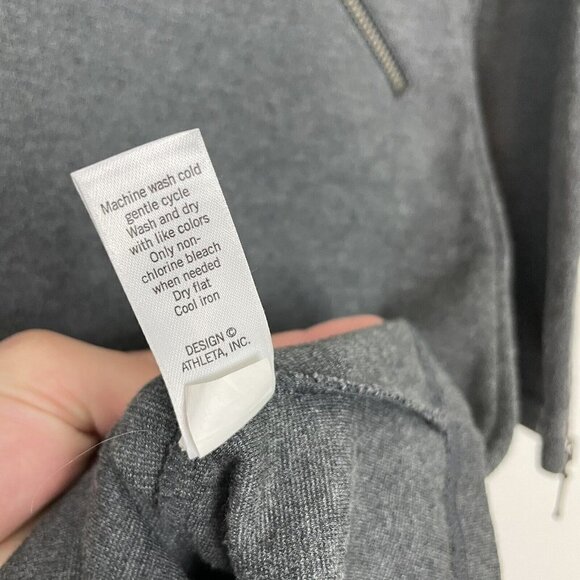 Machine wash cold
gentle cycle
Wash and dry
with like colors
Only non-
chlorine bleach
when needed
Dry flat
Cool iron
DESIGN ©
ATHLETA, INC.